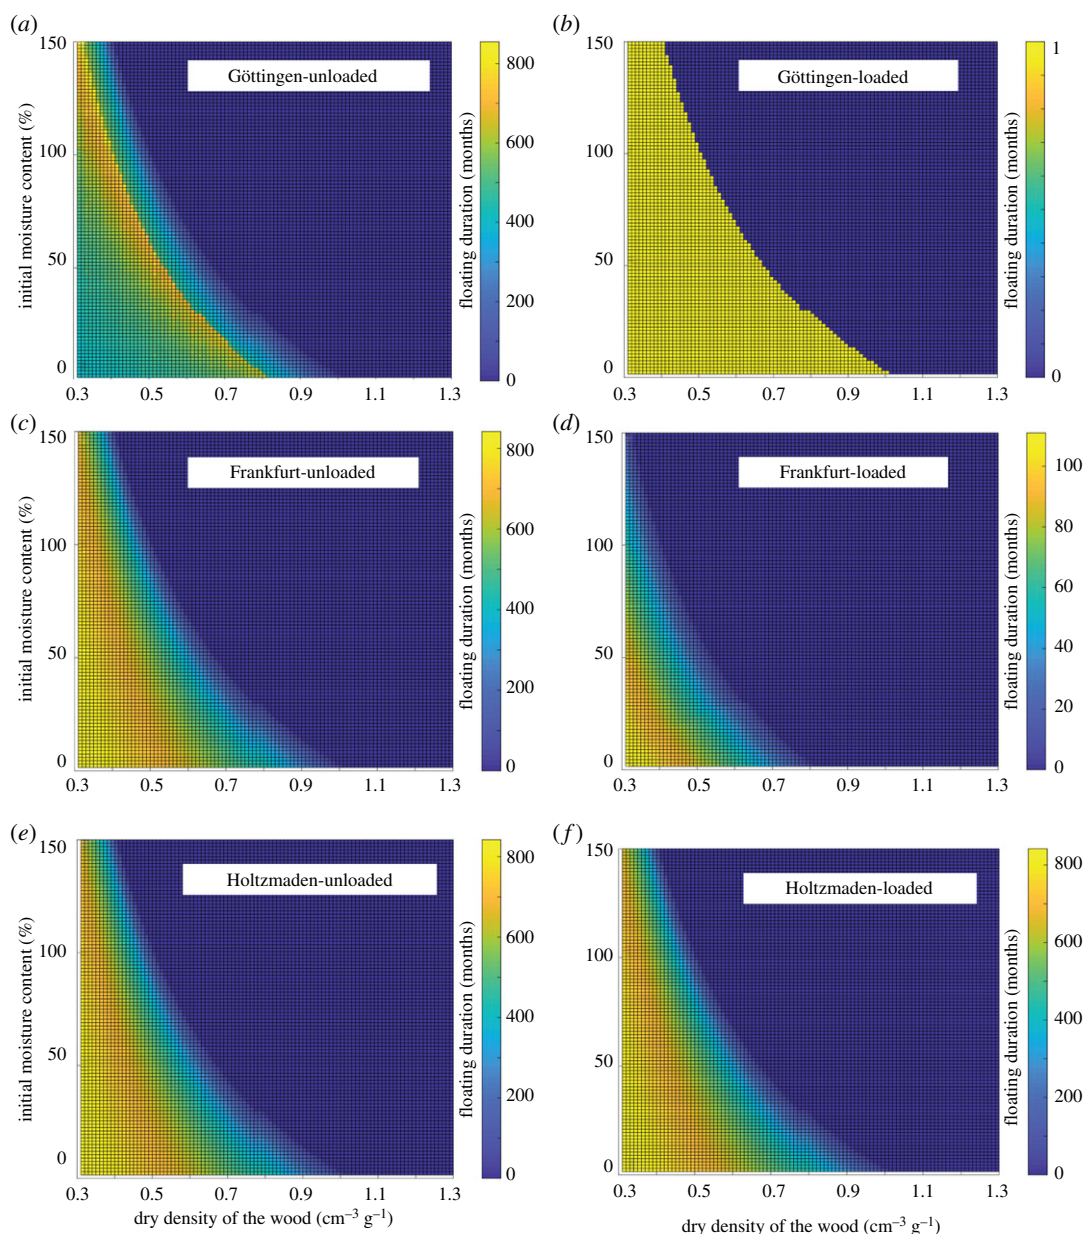 (a)
(b)
150
100
50
0
initial moisture content (%)
Göttingen-unloaded
0.3 0.5 0.7 0.9 1.1 1.3
800
600
400
200
0
floating duration (months)
150
100
50
0
Göttingen-loaded
0.3 0.5 0.7 0.9 1.1 1.3
1
0
floating duration (months)
(c)
(d)
150
100
50
0
initial moisture content (%)
Frankfurt-unloaded
0.3 0.5 0.7 0.9 1.1 1.3
800
600
400
200
0
floating duration (months)
150
100
50
0
Frankfurt-loaded
0.3 0.5 0.7 0.9 1.1 1.3
100
80
60
40
20
0
floating duration (months)
(e)
(f)
150
100
50
0
initial moisture content (%)
Holtzmaden-unloaded
0.3 0.5 0.7 0.9 1.1 1.3
dry density of the wood (cm⁻³ g⁻¹)
800
600
400
200
0
floating duration (months)
150
100
50
0
Holtzmaden-loaded
0.3 0.5 0.7 0.9 1.1 1.3
dry density of the wood (cm⁻³ g⁻¹)
800
600
400
200
0
floating duration (months)